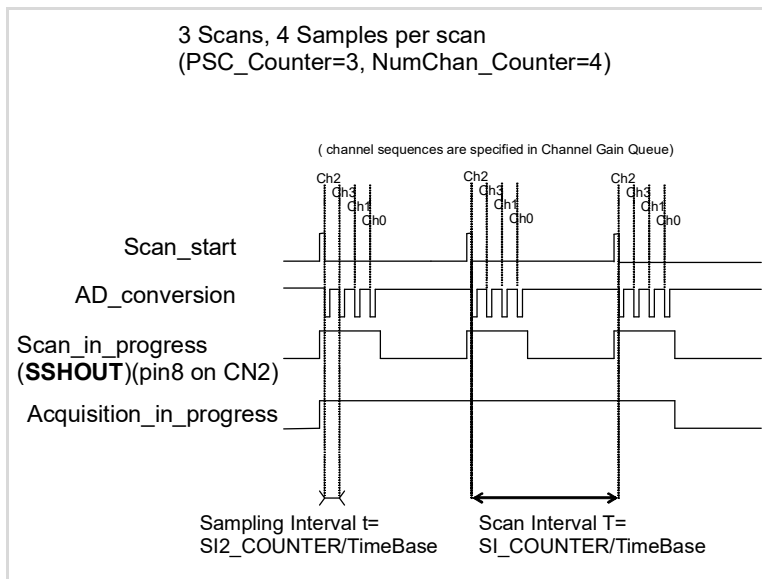 3 Scans, 4 Samples per scan
(PSC_Counter=3, NumChan_Counter=4)
( channel sequences are specified in Channel Gain Queue)
Ch2
Ch3
Ch1
Ch0
Ch2
Ch3
Ch1
Ch0
Ch2
Ch3
Ch1
Ch0
Scan_start
AD_conversion
Scan_in_progress
(SSHOUT)(pin8 on CN2)
Acquisition_in_progress
Sampling Interval t=
SI2_COUNTER/TimeBase
Scan Interval T=
SI_COUNTER/TimeBase